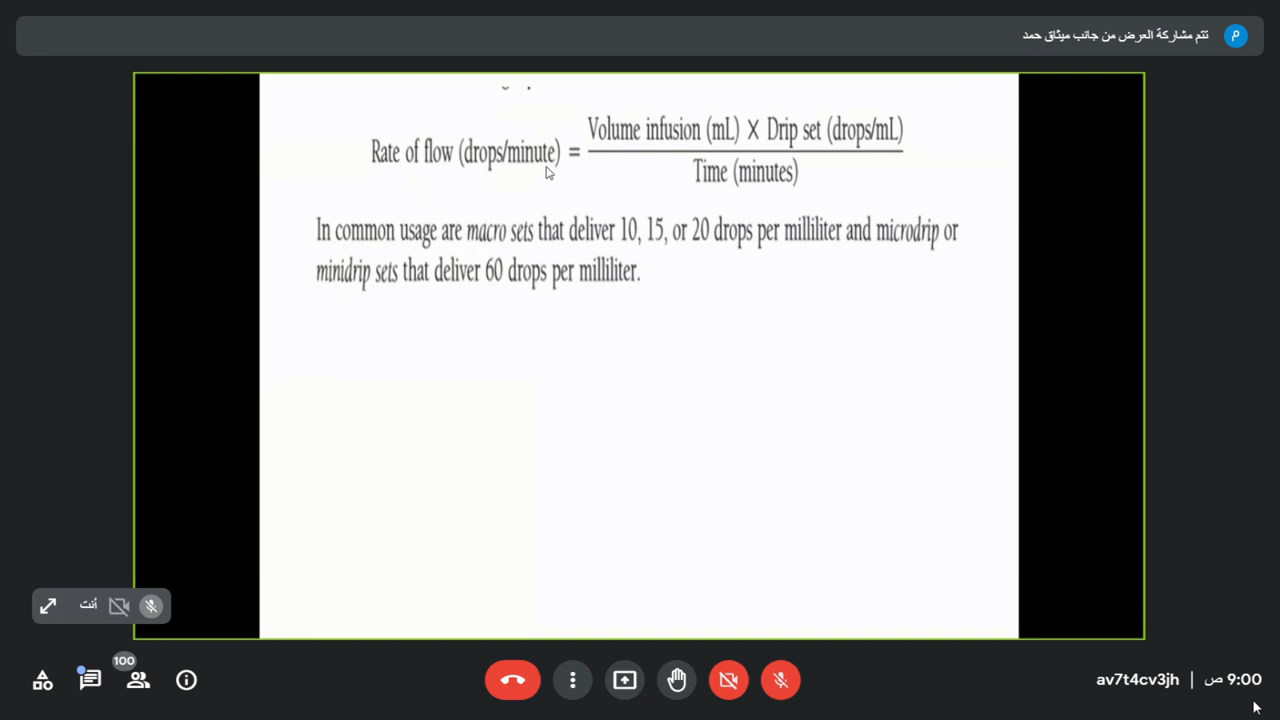 تتم مشاركة العرض من جانب ميثاق حمد
م
Rate of flow (drops/minute) = Volume infusion (mL) × Drip set (drops/mL)
Time (minutes)
In common usage are macro sets that deliver 10, 15, or 20 drops per milliliter and microdrip or
minidrip sets that deliver 60 drops per milliliter.
أنت
100
av7t4cv3jh | 9:00 ص